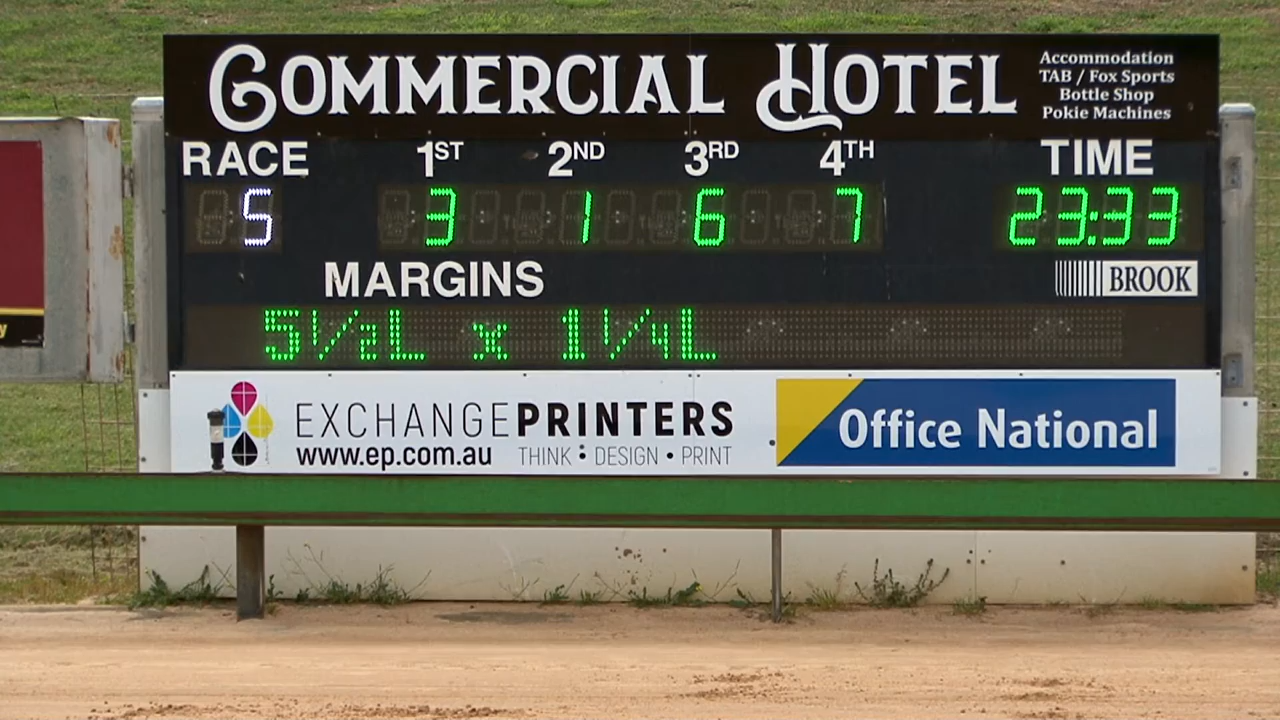 COMMERCIAL HOTEL
Accommodation
TAB / Fox Sports
Bottle Shop
Pokie Machines
RACE 1ST 2ND 3RD 4TH TIME
5 3 1 6 7 23:33
MARGINS
BROOK
5½L x 1¼L
EXCHANGEPRINTERS
www.ep.com.au THINK : DESIGN • PRINT
Office National
y